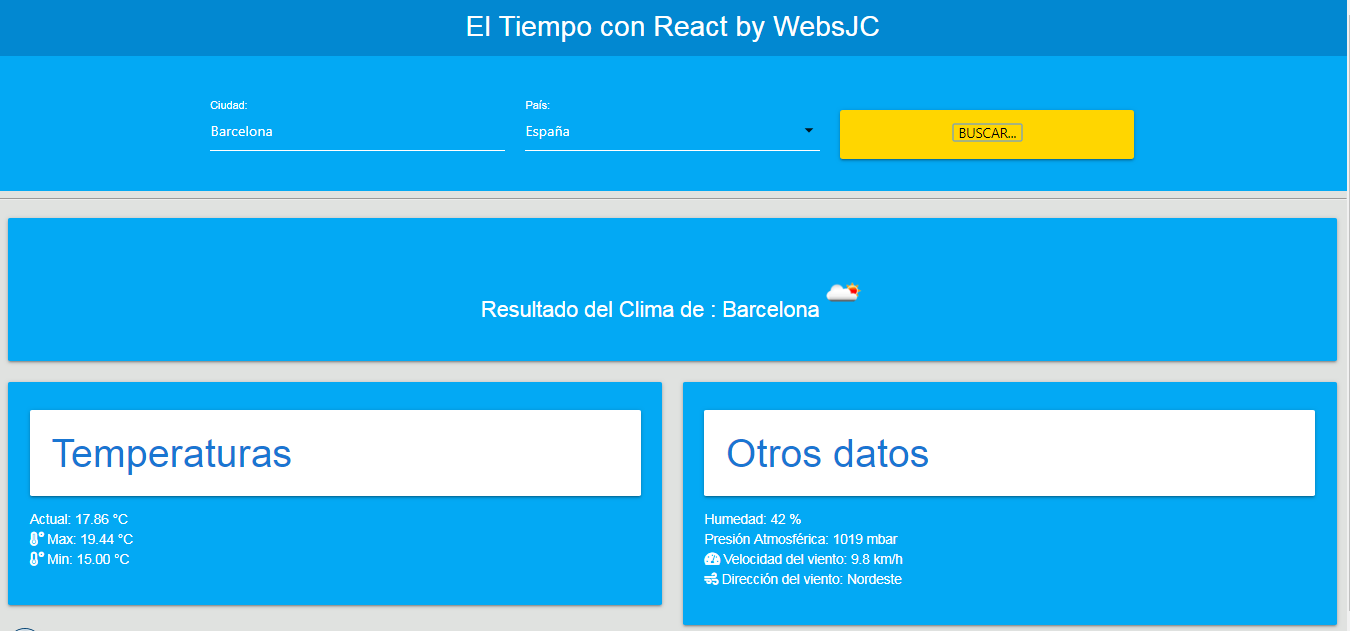 El Tiempo con React by WebsJC
Ciudad:
Barcelona
País:
España
BUSCAR...
Resultado del Clima de : Barcelona
Temperaturas
Actual: 17.86 °C
Max: 19.44 °C
Min: 15.00 °C
Otros datos
Humedad: 42 %
Presión Atmosférica: 1019 mbar
Velocidad del viento: 9.8 km/h
Dirección del viento: Nordeste